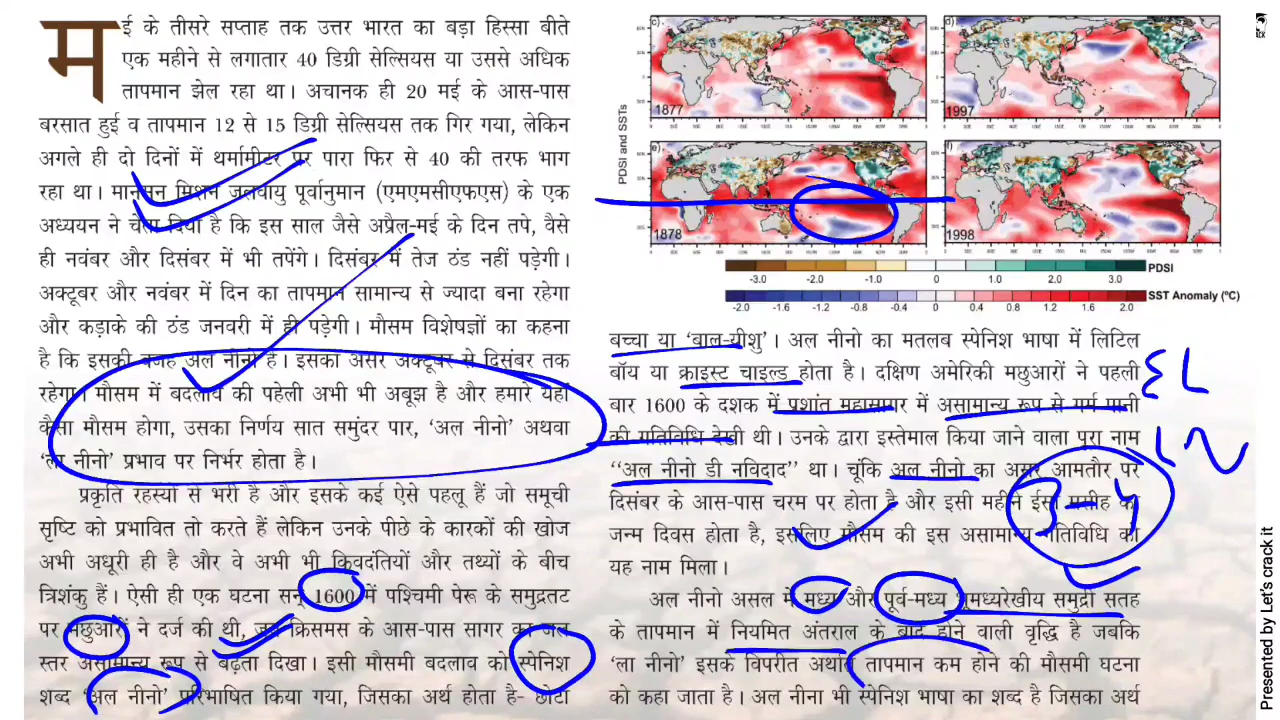 मई के तीसरे सप्ताह तक उत्तर भारत का बड़ा हिस्सा बीते
एक महीने से लगातार 40 डिग्री सेल्सियस या उससे अधिक
तापमान झेल रहा था। अचानक ही 20 मई के आस-पास
बरसात हुई व तापमान 12 से 15 डिग्री सेल्सियस तक गिर गया, लेकिन
अगले ही दो दिनों में थर्मामीटर पर पारा फिर से 40 की तरफ भाग
रहा था। मानसून मिशन जलवायु पूर्वानुमान (एमएमसीएफएस) के एक
अध्ययन ने चेता दिया है कि इस साल जैसे अप्रैल-मई के दिन तपे, वैसे
ही नवंबर और दिसंबर में भी तपेंगे। दिसंबर में तेज ठंड नहीं पड़ेगी।
अक्टूबर और नवंबर में दिन का तापमान सामान्य से ज्यादा बना रहेगा
और कड़ाके की ठंड जनवरी में ही पड़ेगी। मौसम विशेषज्ञों का कहना
है कि इसकी वजह अल नीनो है। इसका असर अक्टूबर से दिसंबर तक
रहेगा। मौसम में बदलाव की पहेली अभी भी अबूझ है और हमारे यहाँ
कैसा मौसम होगा, उसका निर्णय सात समुंदर पार, ‘अल नीनो’ अथवा
‘ला नीनो’ प्रभाव पर निर्भर होता है।
प्रकृति रहस्यों से भरी है और इसके कई ऐसे पहलू हैं जो समूची
सृष्टि को प्रभावित तो करते हैं लेकिन उनके पीछे के कारकों की खोज
अभी अधूरी ही है और वे अभी भी किंवदंतियों और तथ्यों के बीच
त्रिशंकु हैं। ऐसी ही एक घटना सन् 1600 में पश्चिमी पेरू के समुद्रतट
पर मछुआरों ने दर्ज की थी, जब क्रिसमस के आस-पास सागर का जल
स्तर असामान्य रूप से बढ़ता दिखा। इसी मौसमी बदलाव को स्पेनिश
शब्द ‘अल नीनो’ परिभाषित किया गया, जिसका अर्थ होता है- छोटा
PDSI and SSTs
c)
1877
d)
1997
e)
1878
f)
1998
PDSI
-3.0 -2.0 -1.0 0 1.0 2.0 3.0
SST Anomaly (ºC)
-2.0 -1.6 -1.2 -0.8 -0.4 0 0.4 0.8 1.2 1.6 2.0
बच्चा या ‘बाल-यीशु’। अल नीनो का मतलब स्पेनिश भाषा में लिटिल
बॉय या क्राइस्ट चाइल्ड होता है। दक्षिण अमेरिकी मछुआरों ने पहली
बार 1600 के दशक में प्रशांत महासागर में असामान्य रूप से गर्म पानी
की गतिविधि देखी थी। उनके द्वारा इस्तेमाल किया जाने वाला पूरा नाम
‘‘अल नीनो डी नविदाद’’ था। चूंकि अल नीनो का असर आमतौर पर
दिसंबर के आस-पास चरम पर होता है और इसी महीने ईसा मसीह का
जन्म दिवस होता है, इसलिए मौसम की इस असामान्य गतिविधि को
यह नाम मिला।
अल नीनो असल में मध्य और पूर्व-मध्य भूमध्यरेखीय समुद्री सतह
के तापमान में नियमित अंतराल के बाद होने वाली वृद्धि है जबकि
‘ला नीनो’ इसके विपरीत अर्थात तापमान कम होने की मौसमी घटना
को कहा जाता है। अल नीना भी स्पेनिश भाषा का शब्द है जिसका अर्थ
EL
LN
3-4
Presented by Let's crack it